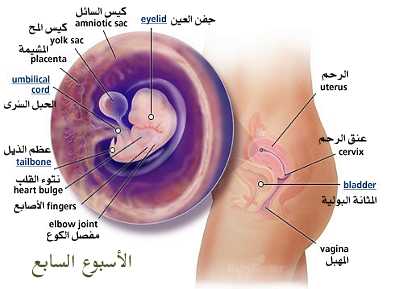 كيس السائل
amniotic sac
كيس المح
yolk sac
المشيمة
placenta
umbilical
cord
الحبل السرى
عظم الذيل
tailbone
نتوء القلب
heart bulge
الأصابع fingers
elbow joint
مفصل الكوع
eyelid جفن العين
الرحم
uterus
عنق الرحم
cervix
bladder
المثانة البولية
vagina
المهبل
الأسبوع السابع